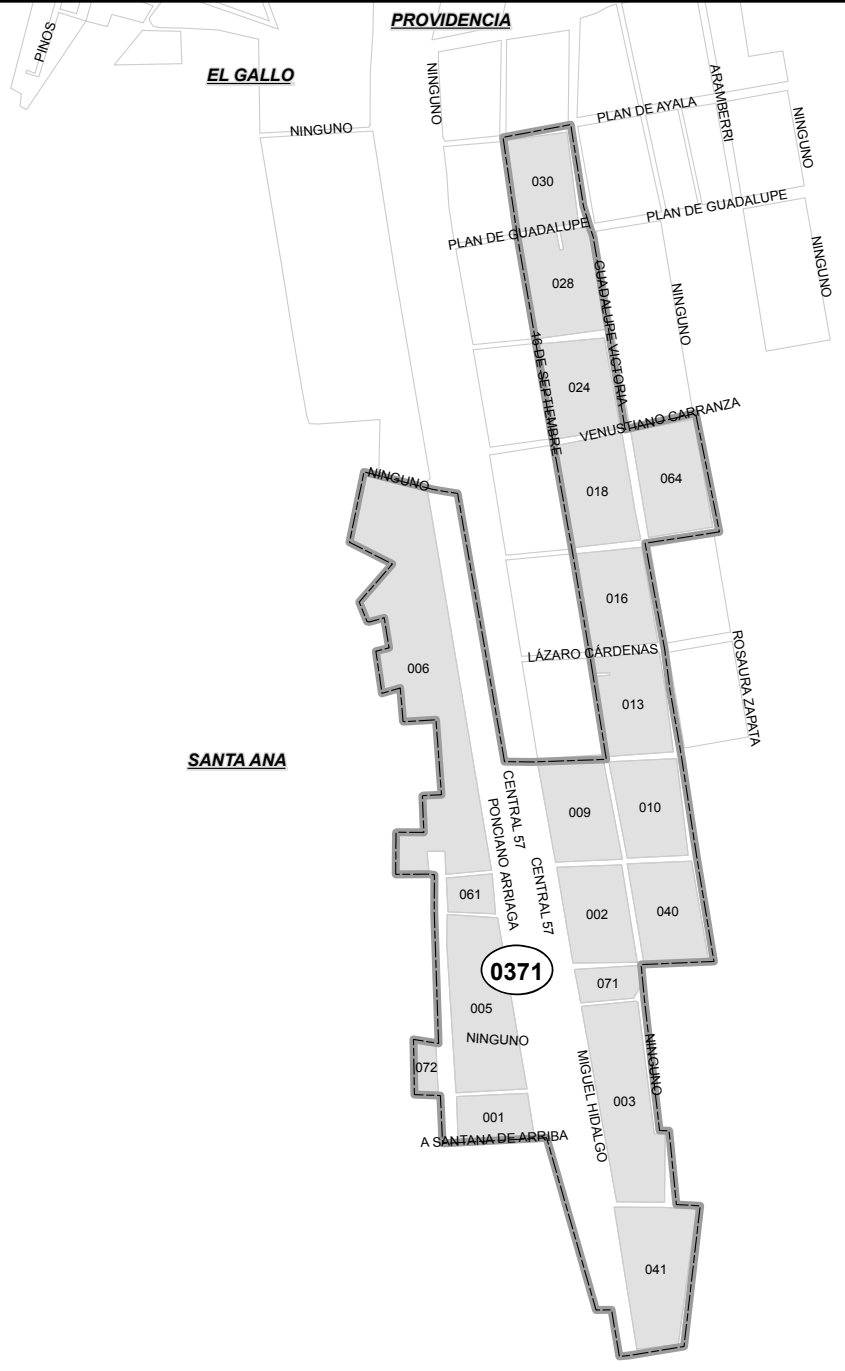 PROVIDENCIA
PINOS
EL GALLO
NINGUNO
NINGUNO
PLAN DE AYALA
ARAMBERRI
NINGUNO
030
PLAN DE GUADALUPE
PLAN DE GUADALUPE
NINGUNO
028
GUADALUPE VICTORIA
NINGUNO
16 DE SEPTIEMBRE
024
VENUSTIANO CARRANZA
NINGUNO
018
064
016
LÁZARO CÁRDENAS
ROSAURA ZAPATA
006
013
SANTA ANA
CENTRAL 57
PONCIANO ARRIAGA
009
010
CENTRAL 57
061
002
040
0371
071
005
NINGUNO
NINGUNO
072
MIGUEL HIDALGO
003
001
A SANTANA DE ARRIBA
041